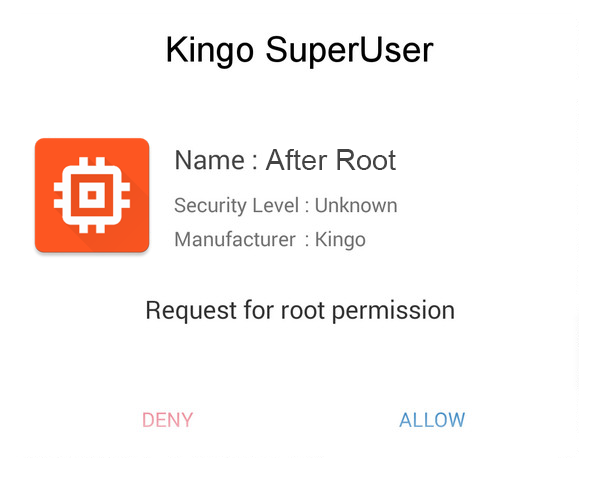 Kingo SuperUser
Name : After Root
Security Level : Unknown
Manufacturer : Kingo
Request for root permission
DENY ALLOW